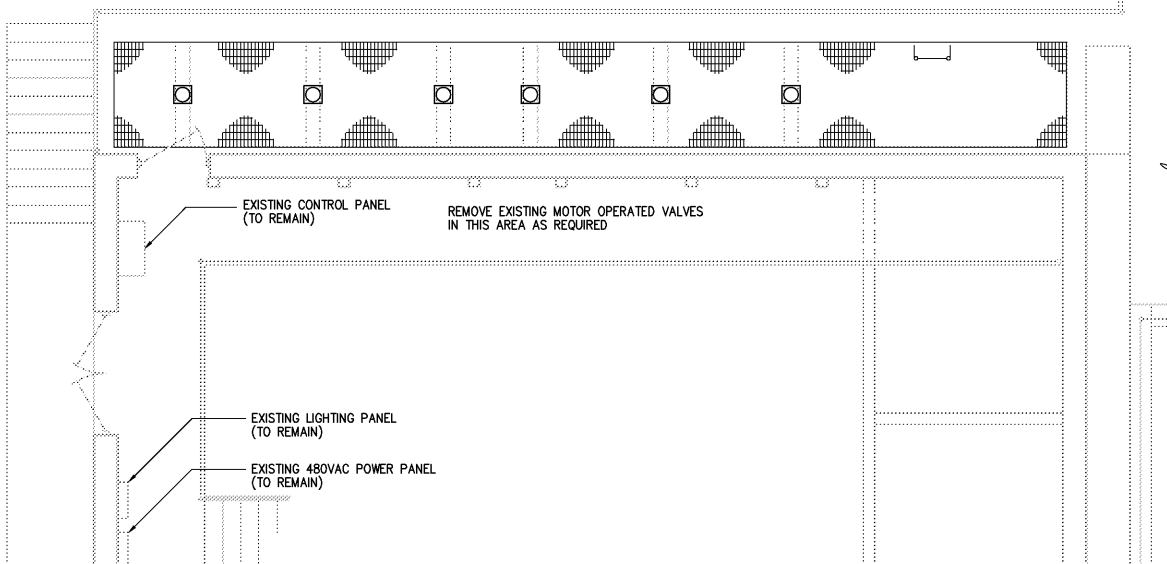 EXISTING CONTROL PANEL
(TO REMAIN)
REMOVE EXISTING MOTOR OPERATED VALVES
IN THIS AREA AS REQUIRED
EXISTING LIGHTING PANEL
(TO REMAIN)
EXISTING 480VAC POWER PANEL
(TO REMAIN)